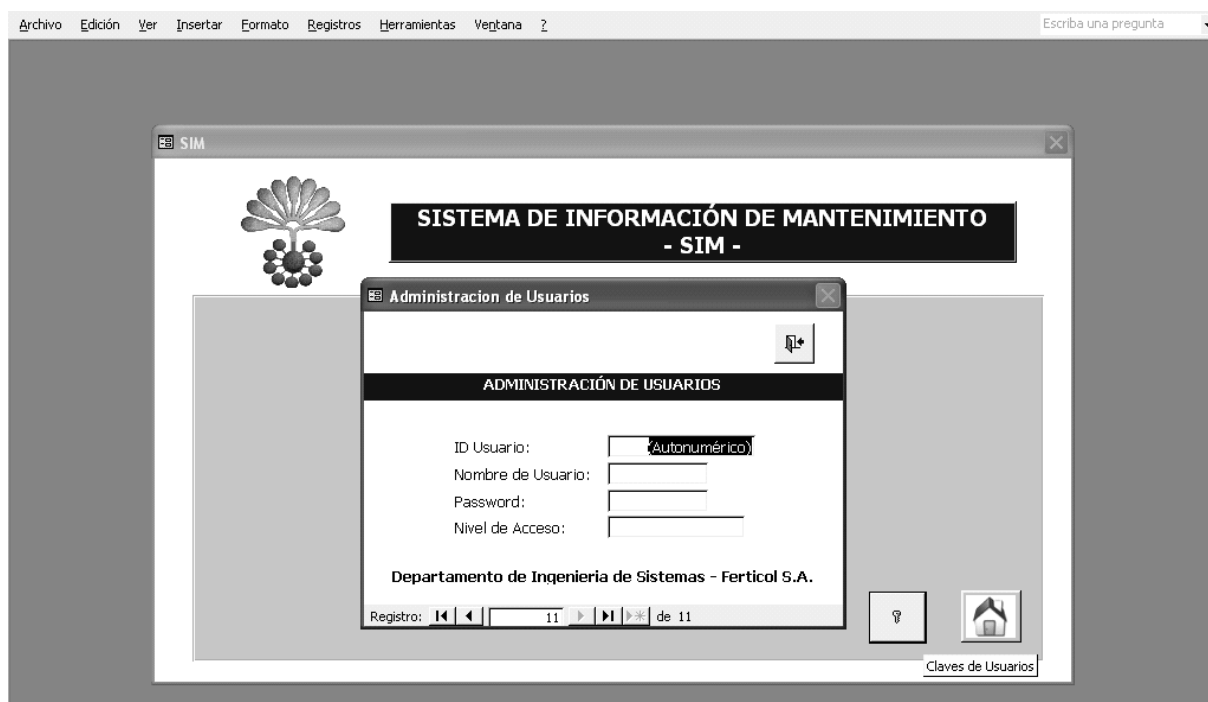 Archivo Edición Ver Insertar Formato Registros Herramientas Ventana ? Escriba una pregunta
SIM
SISTEMA DE INFORMACIÓN DE MANTENIMIENTO
- SIM -
Administracion de Usuarios
ADMINISTRACIÓN DE USUARIOS
ID Usuario: (Autonumérico)
Nombre de Usuario:
Password:
Nivel de Acceso:
Departamento de Ingenieria de Sistemas - Ferticol S.A.
Registro: 11 de 11
Claves de Usuarios